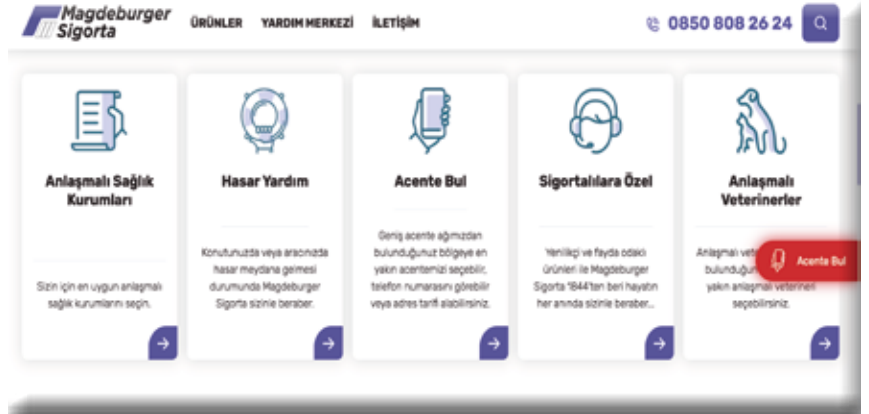 Magdeburger
Sigorta
ÜRÜNLER YARDIM MERKEZİ İLETİŞİM
0850 808 26 24
Anlaşmalı Sağlık
Kurumları
Sizin için en uygun anlaşmalı
sağlık kurumlarını seçin.
Hasar Yardım
Konutunuzda veya aracınızda
hasar meydana gelmesi
durumunda Magdeburger
Sigorta sizinle beraber.
Acente Bul
Geniş acente ağımızdan
bulunduğunuz bölgeye en
yakın acentemizi seçebilir,
telefon numarasını görebilir
veya adres tarifi alabilirsiniz.
Sigortalılara Özel
Yenilikçi ve fayda odaklı
ürünleri ile Magdeburger
Sigorta 1844'ten beri hayatın
her anında sizinle beraber...
Anlaşmalı
Veterinerler
Anlaşmalı
yakın anlaşmalı veterineri
seçebilirsiniz.
Acente Bul